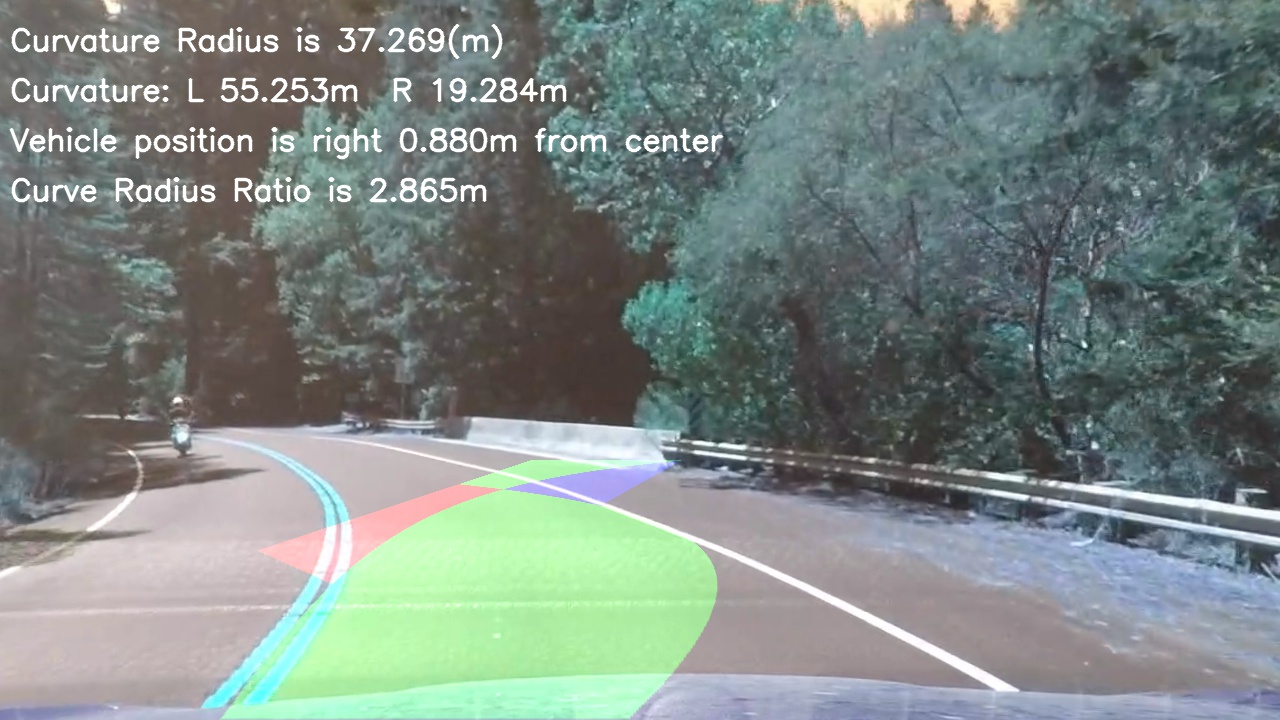 Curvature Radius is 37.269(m)
Curvature: L 55.253m R 19.284m
Vehicle position is right 0.880m from center
Curve Radius Ratio is 2.865m